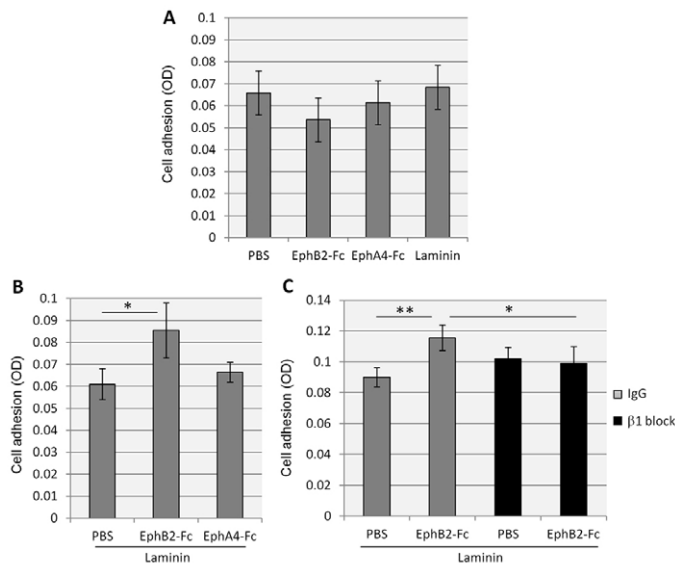 A
Cell adhesion (OD)
0.1
0.09
0.08
0.07
0.06
0.05
0.04
0.03
0.02
0.01
0
PBS EphB2-Fc EphA4-Fc Laminin
B
Cell adhesion (OD)
0.1
0.09
0.08
0.07
0.06
0.05
0.04
0.03
0.02
0.01
0
*
PBS EphB2-Fc EphA4-Fc
Laminin
C
Cell adhesion (OD)
0.14
0.12
0.1
0.08
0.06
0.04
0.02
0
** *
PBS EphB2-Fc PBS EphB2-Fc
Laminin
IgG
β1 block